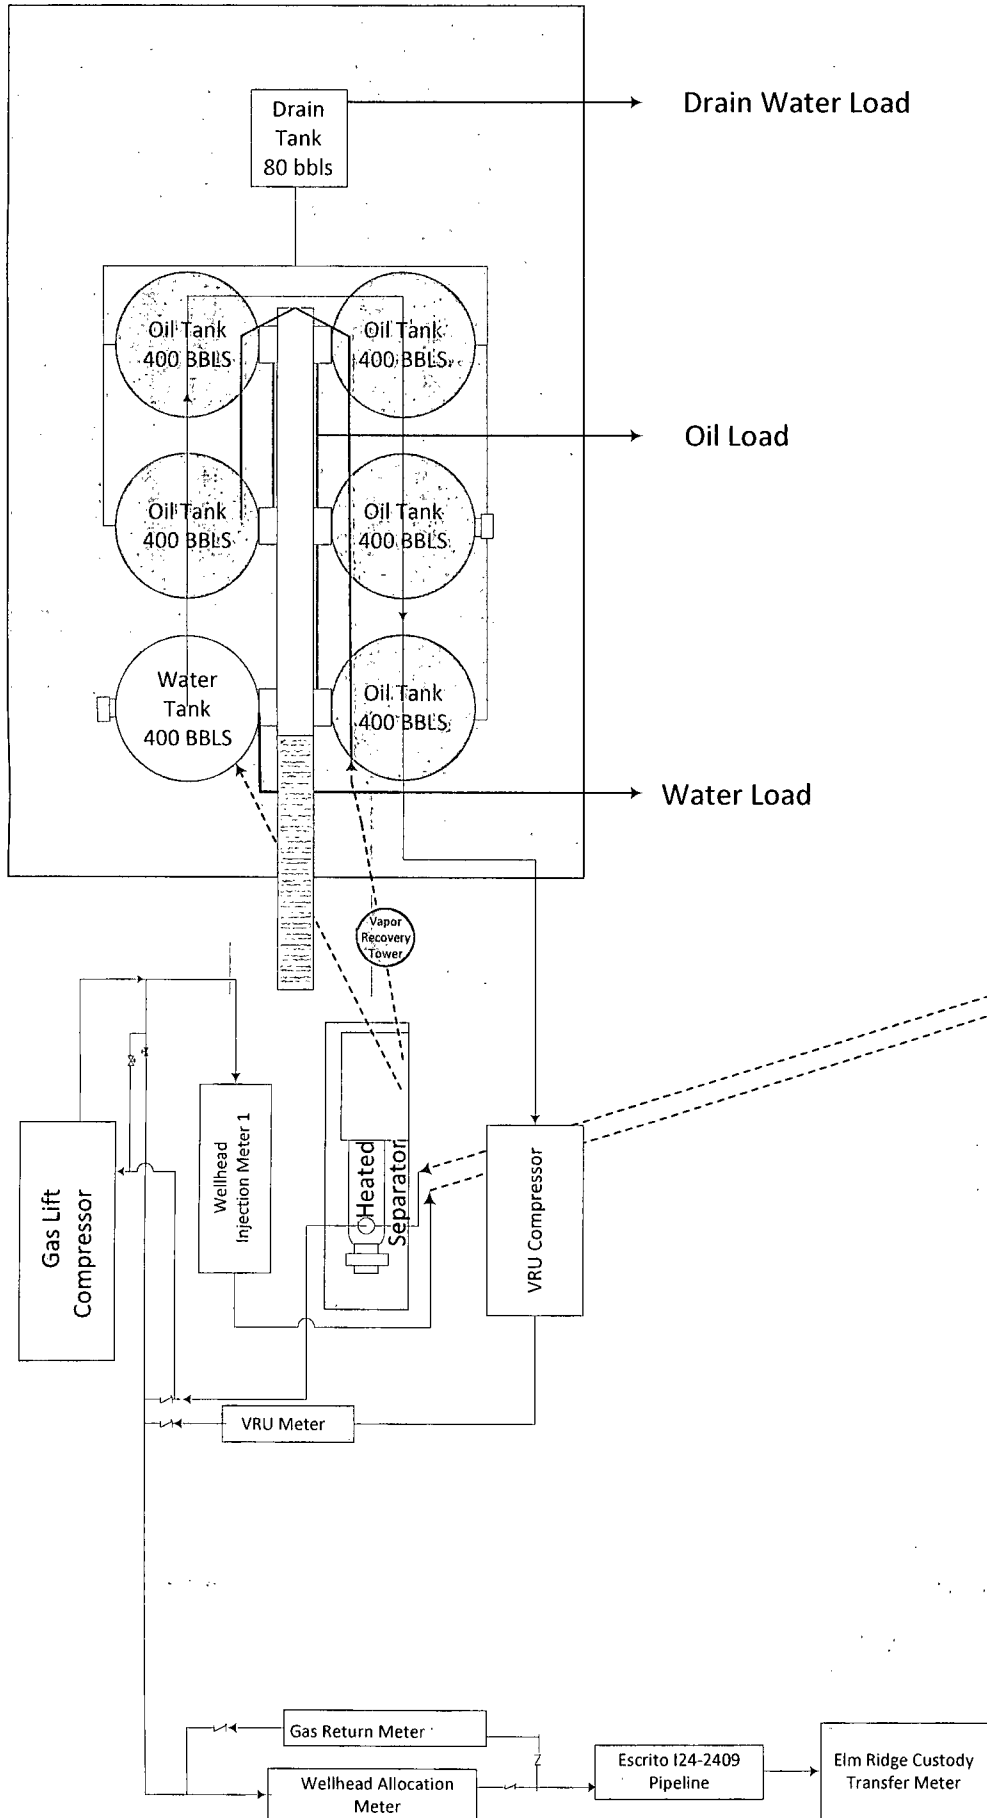 Drain
Tank
80 bbls
Drain Water Load
Oil Tank
400 BBLS
Oil Tank
400 BBLS
Oil Load
Oil Tank
400 BBLS
Oil Tank
400 BBLS
Water
Tank
400 BBLS
Oil Tank
400 BBLS
Water Load
Vapor
Recovery
Tower
Gas Lift
Compressor
Wellhead
Injection Meter 1
Heated
Separator
VRU Compressor
VRU Meter
Gas Return Meter
Wellhead Allocation
Meter
Escrito I24-2409
Pipeline
Elm Ridge Custody
Transfer Meter